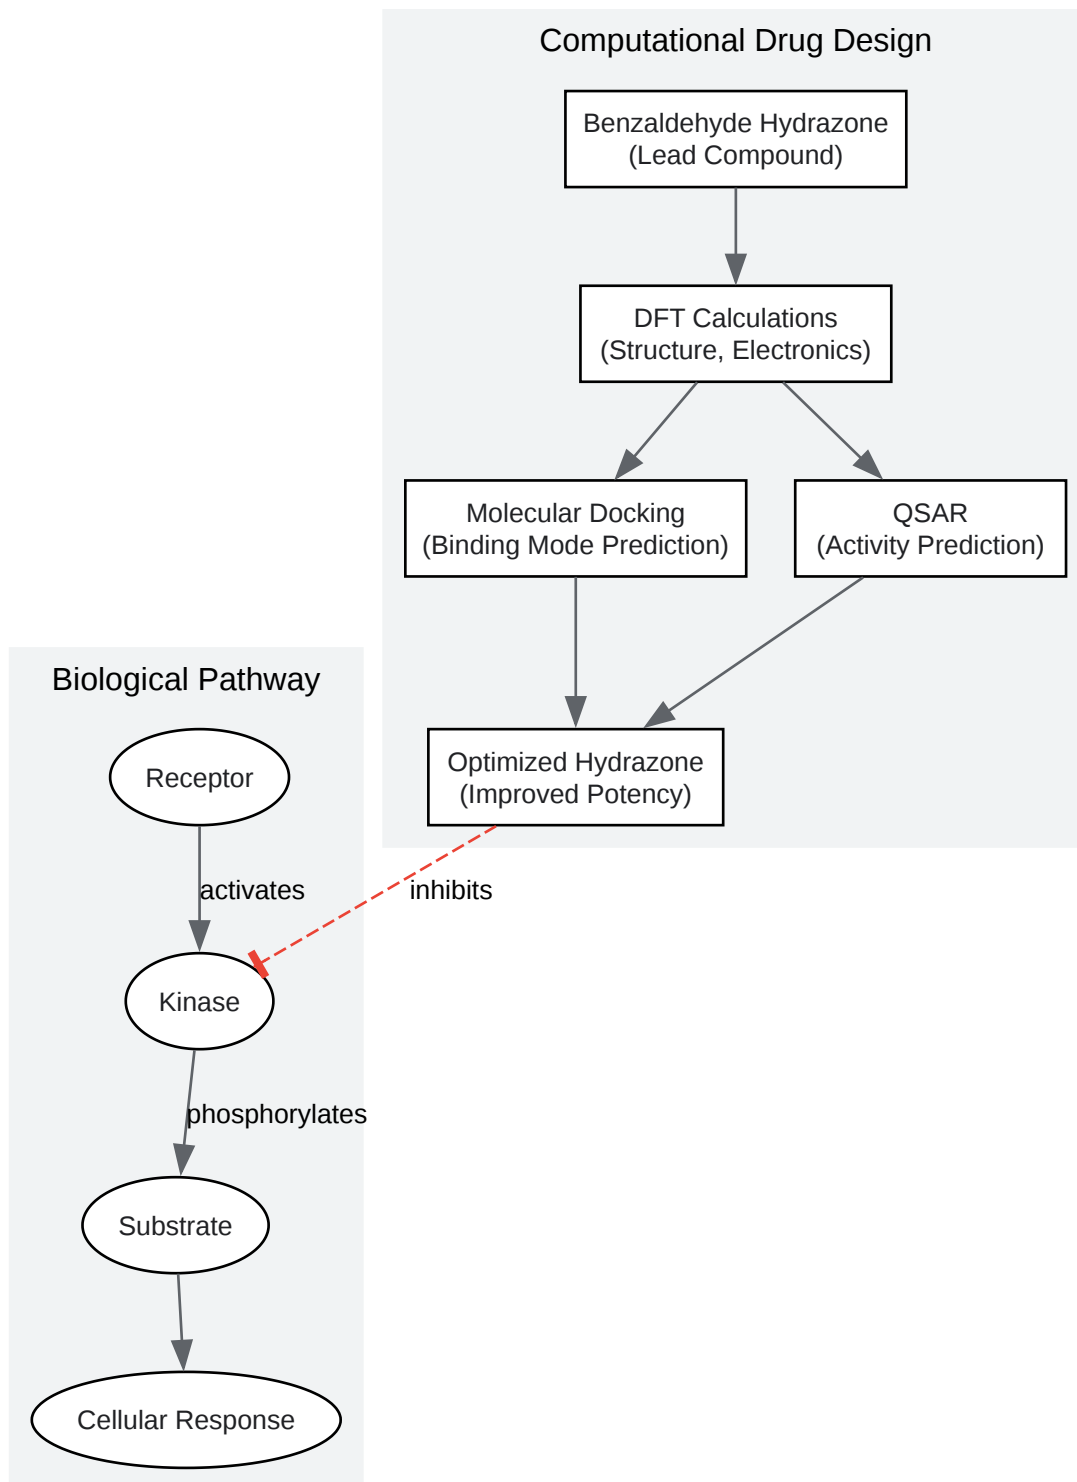 Computational Drug Design
Benzaldehyde Hydrazone
(Lead Compound)
DFT Calculations
(Structure, Electronics)
Molecular Docking
(Binding Mode Prediction)
QSAR
(Activity Prediction)
Optimized Hydrazone
(Improved Potency)
inhibits
Biological Pathway
Receptor
activates
Kinase
phosphorylates
Substrate
Cellular Response